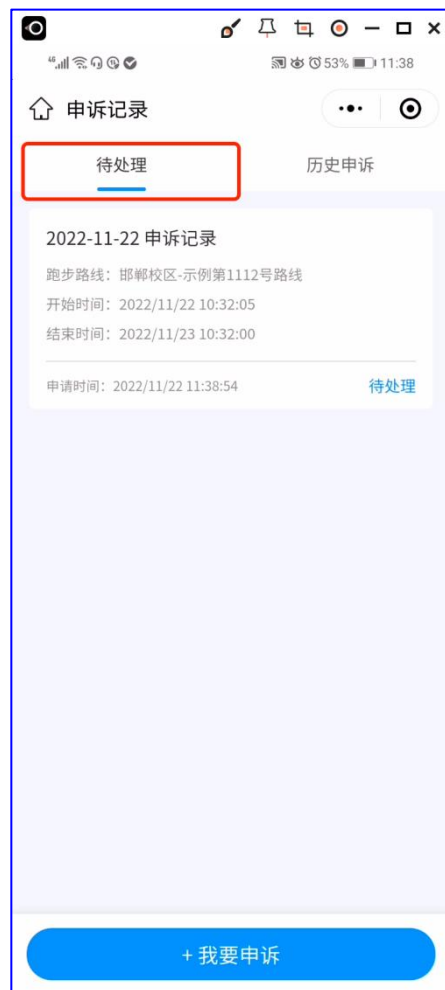 46
53% 11:38
申诉记录
待处理
历史申诉
2022-11-22 申诉记录
跑步路线：邯郸校区-示例第1112号路线
开始时间：2022/11/22 10:32:05
结束时间：2022/11/23 10:32:00
申请时间：2022/11/22 11:38:54
待处理
+ 我要申诉